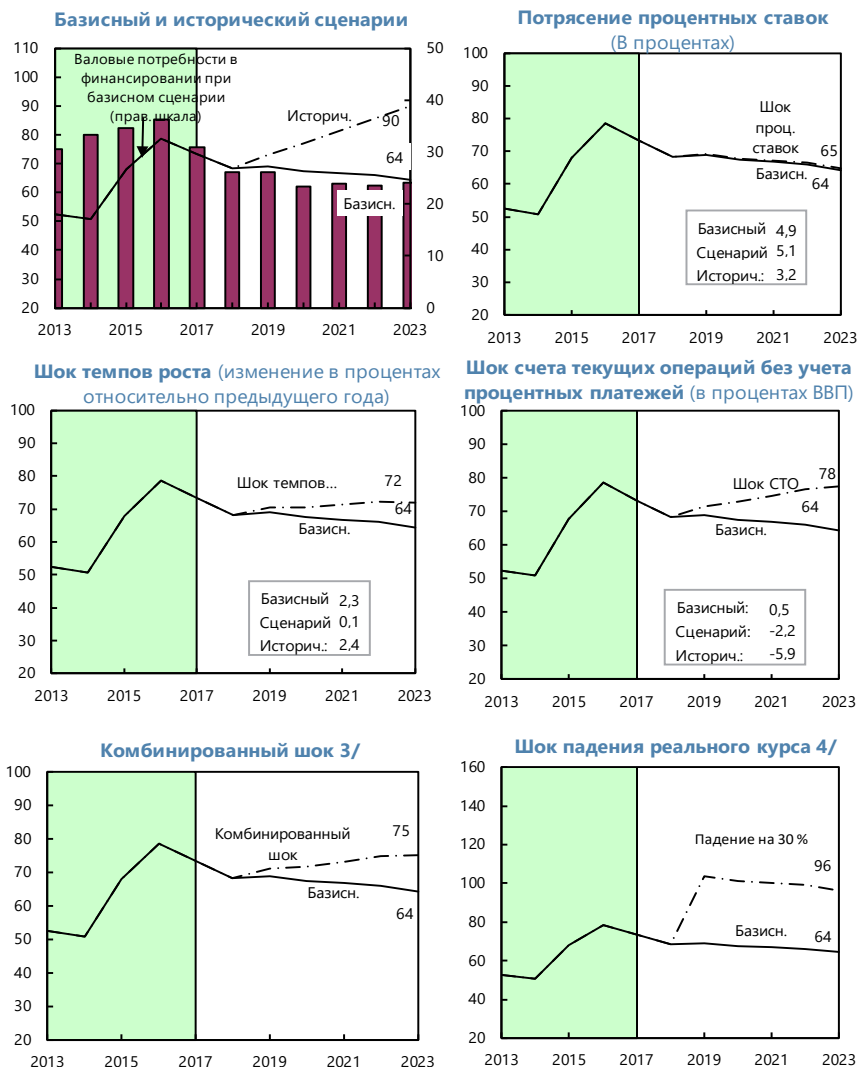 Базисный и исторический сценарии
110
100
90
80
70
60
50
40
30
20
50
40
30
20
10
0
Валовые потребности в
финансировании при
базисном сценарии
(прав. шкала)
Историч.
90
64
Базисн.
2013 2015 2017 2019 2021 2023
Потрясение процентных ставок
(В процентах)
100
90
80
70
60
50
40
30
20
Шок
проц.
ставок
65
Базисн.
64
Базисный 4,9
Сценарий 5,1
Историч.: 3,2
2013 2015 2017 2019 2021 2023
Шок темпов роста (изменение в процентах
относительно предыдущего года)
100
90
80
70
60
50
40
30
20
Шок темпов...
72
64
Базисн.
Базисный 2,3
Сценарий 0,1
Историч.: 2,4
2013 2015 2017 2019 2021 2023
Шок счета текущих операций без учета
процентных платежей (в процентах ВВП)
100
90
80
70
60
50
40
30
20
Шок СТО
78
64
Базисн.
Базисный: 0,5
Сценарий: -2,2
Историч.: -5,9
2013 2015 2017 2019 2021 2023
Комбинированный шок 3/
100
90
80
70
60
50
40
30
20
Комбинированный
шок
75
Базисн.
64
2013 2015 2017 2019 2021 2023
Шок падения реального курса 4/
160
140
120
100
80
60
40
20
Падение на 30 %
96
Базисн.
64
2013 2015 2017 2019 2021 2023